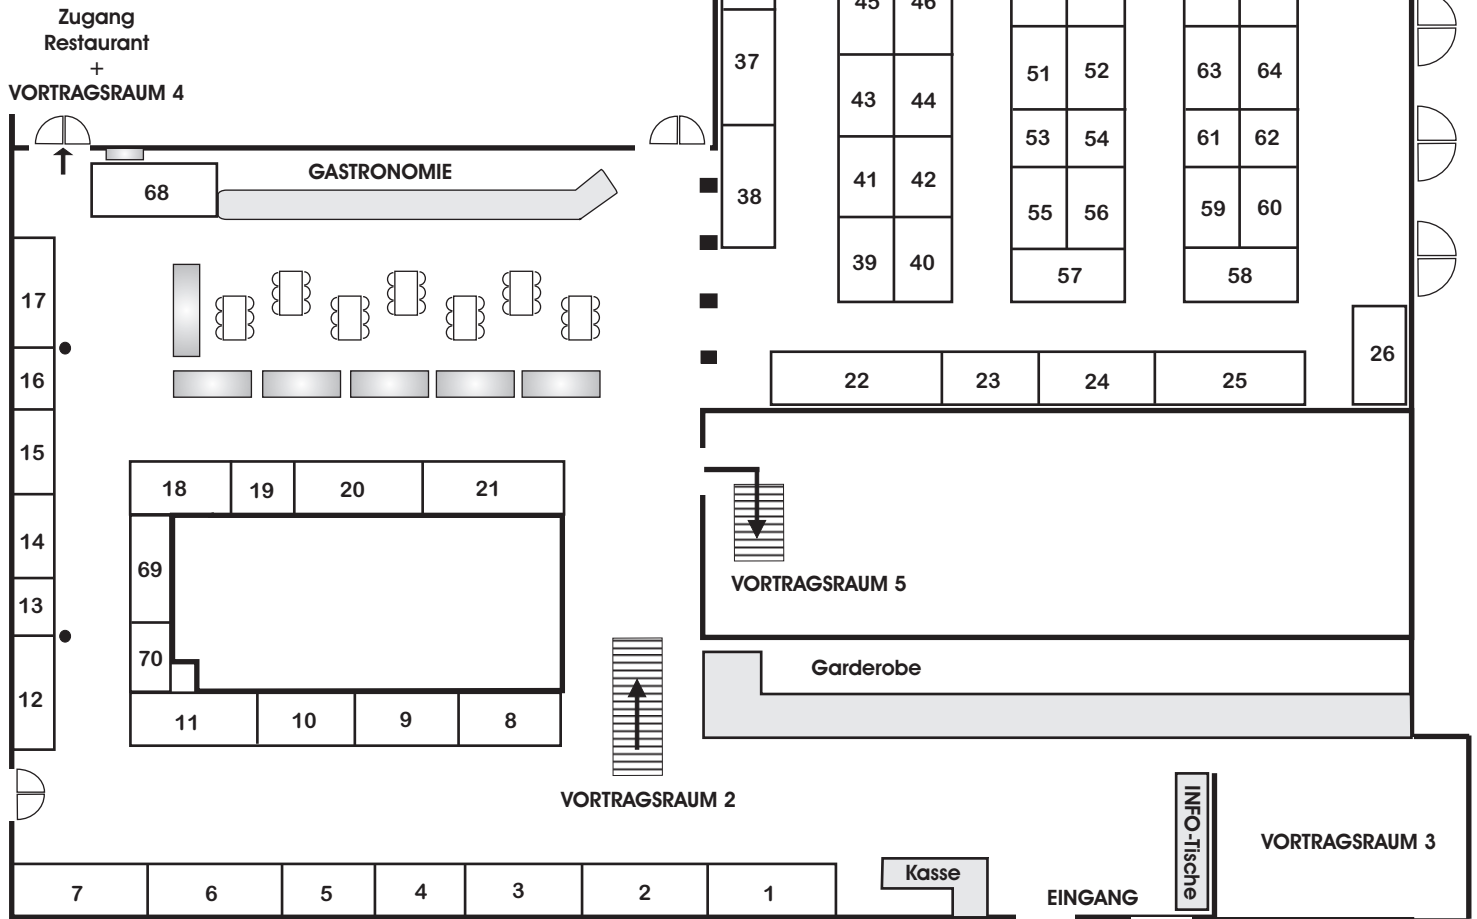 Zugang
Restaurant
+
VORTRAGSRAUM 4
45 46
37
51 52
63 64
43 44
53 54
61 62
GASTRONOMIE
68
38
41 42
55 56
59 60
39 40
57
58
17
16
26
22 23 24 25
15
18 19 20 21
14
69
13
VORTRAGSRAUM 5
70
12
Garderobe
11 10 9 8
VORTRAGSRAUM 2
INFO-Tische
VORTRAGSRAUM 3
Kasse
7 6 5 4 3 2 1
EINGANG